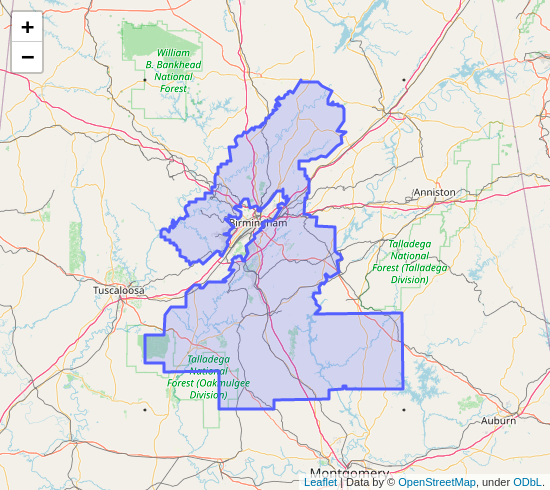 +
−
William
B. Bankhead
National
Forest
Anniston
Birmingham
Talladega
National
Forest (Talladega
Division)
Tuscaloosa
Talladega
National
Forest (Oakmulgee
Division)
Auburn
Montgomery
Leaflet | Data by © OpenStreetMap, under ODbL.